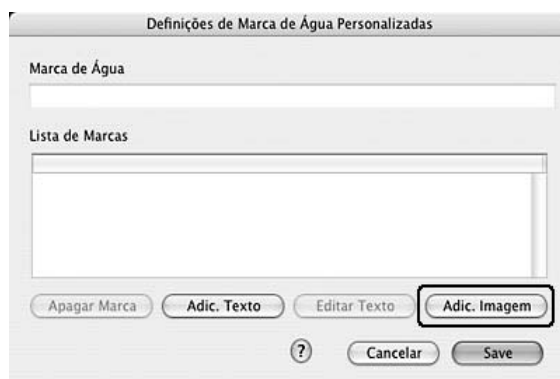 Definições de Marca de Água Personalizadas
Marca de Água
Lista de Marcas
Apagar Marca Adic. Texto Editar Texto Adic. Imagem
? Cancelar Save